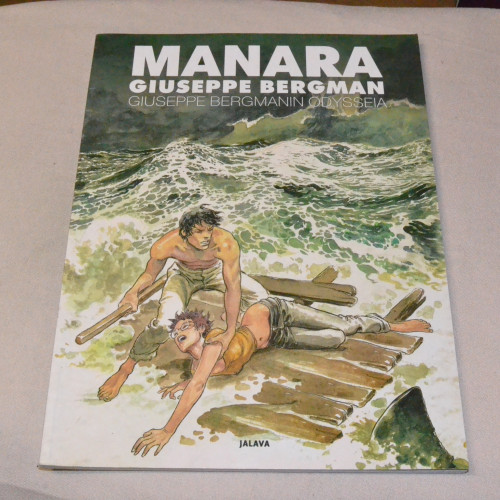 MANARA
GIUSEPPE BERGMAN
GIUSEPPE BERGMANIN ODYSSEIA
JALAVA